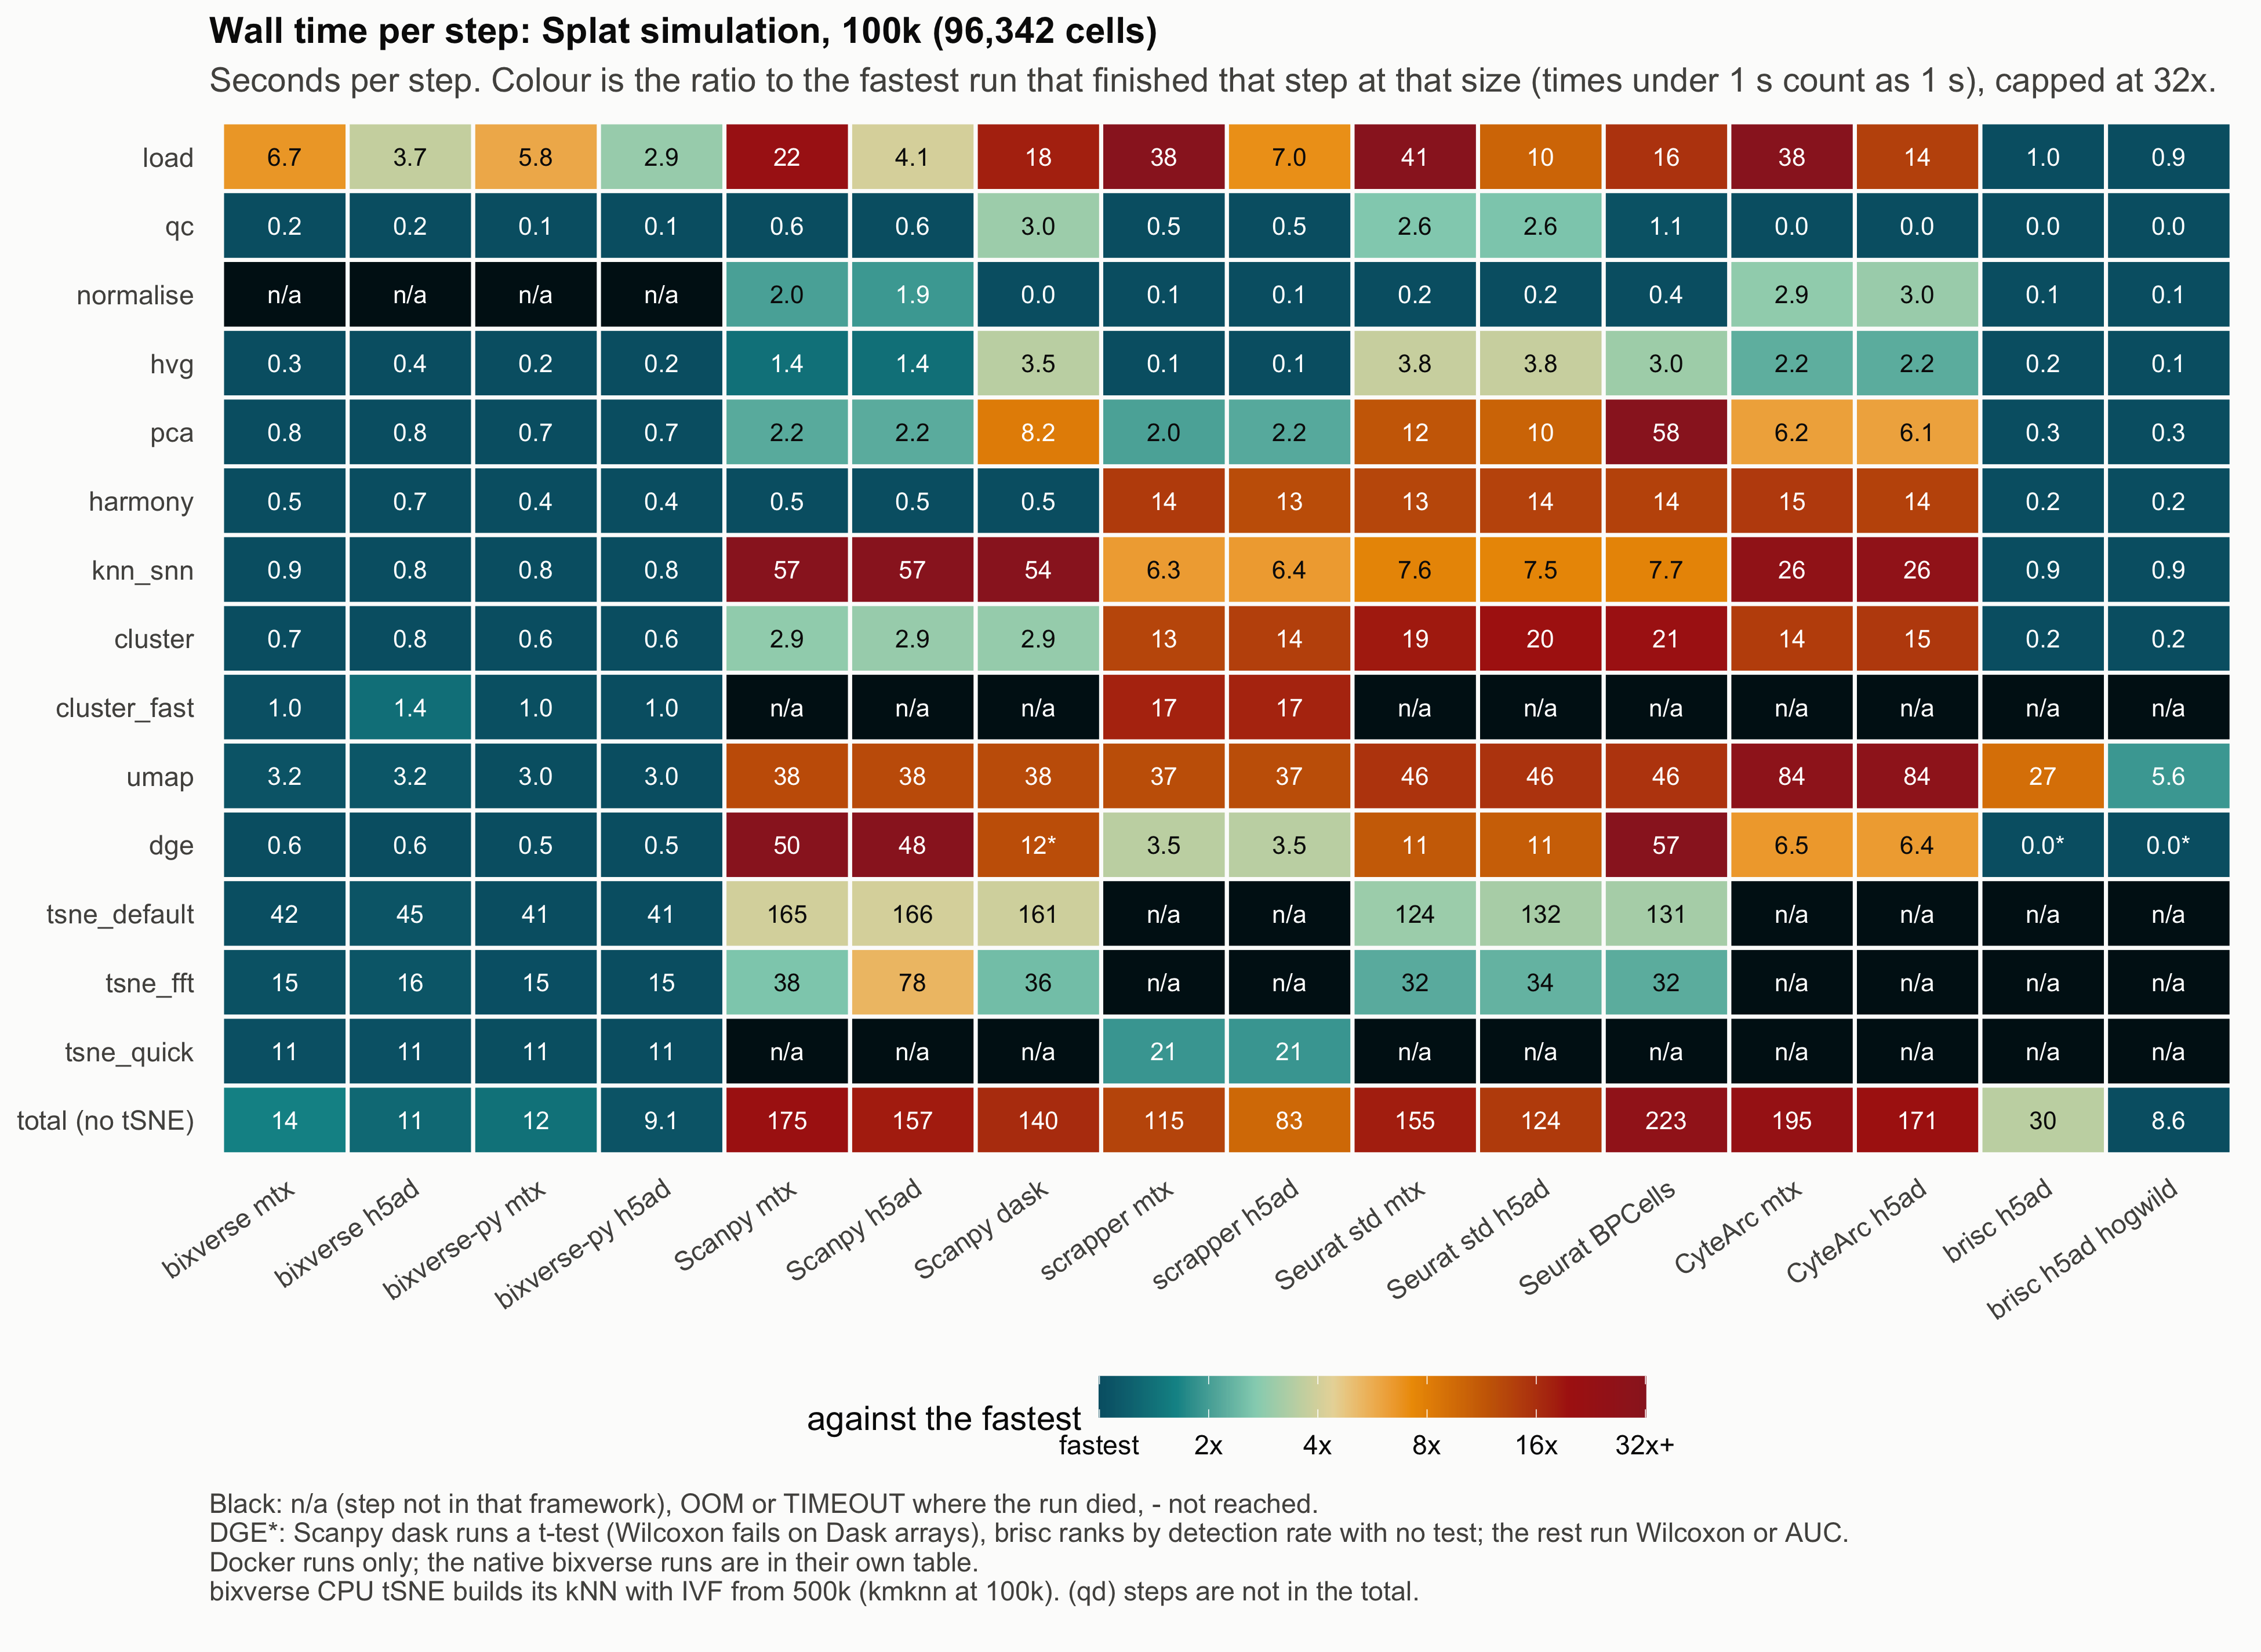 Wall time per step: Splat simulation, 100k (96,342 cells)
Seconds per step. Colour is the ratio to the fastest run that finished that step at that size (times under 1 s count as 1 s), capped at 32x.
load 6.7 3.7 5.8 2.9 22 4.1 18 38 7.0 41 10 16 38 14 1.0 0.9
qc 0.2 0.2 0.1 0.1 0.6 0.6 3.0 0.5 0.5 2.6 2.6 1.1 0.0 0.0 0.0 0.0
normalise n/a n/a n/a n/a 2.0 1.9 0.0 0.1 0.1 0.2 0.2 0.4 2.9 3.0 0.1 0.1
hvg 0.3 0.4 0.2 0.2 1.4 1.4 3.5 0.1 0.1 3.8 3.8 3.0 2.2 2.2 0.2 0.1
pca 0.8 0.8 0.7 0.7 2.2 2.2 8.2 2.0 2.2 12 10 58 6.2 6.1 0.3 0.3
harmony 0.5 0.7 0.4 0.4 0.5 0.5 0.5 14 13 13 14 14 15 14 0.2 0.2
knn_snn 0.9 0.8 0.8 0.8 57 57 54 6.3 6.4 7.6 7.5 7.7 26 26 0.9 0.9
cluster 0.7 0.8 0.6 0.6 2.9 2.9 2.9 13 14 19 20 21 14 15 0.2 0.2
cluster_fast 1.0 1.4 1.0 1.0 n/a n/a n/a 17 17 n/a n/a n/a n/a n/a n/a n/a
umap 3.2 3.2 3.0 3.0 38 38 38 37 37 46 46 46 84 84 27 5.6
dge 0.6 0.6 0.5 0.5 50 48 12* 3.5 3.5 11 11 57 6.5 6.4 0.0* 0.0*
tsne_default 42 45 41 41 165 166 161 n/a n/a 124 132 131 n/a n/a n/a n/a
tsne_fft 15 16 15 15 38 78 36 n/a n/a 32 34 32 n/a n/a n/a n/a
tsne_quick 11 11 11 11 n/a n/a n/a 21 21 n/a n/a n/a n/a n/a n/a n/a
total (no tSNE) 14 11 12 9.1 175 157 140 115 83 155 124 223 195 171 30 8.6
bixverse mtx
bixverse h5ad
bixverse-py mtx
bixverse-py h5ad
Scanpy mtx
Scanpy h5ad
Scanpy dask
scrapper mtx
scrapper h5ad
Seurat std mtx
Seurat std h5ad
Seurat BPCells
CyteArc mtx
CyteArc h5ad
brisc h5ad
brisc h5ad hogwild
against the fastest
fastest 2x 4x 8x 16x 32x+
Black: n/a (step not in that framework), OOM or TIMEOUT where the run died, - not reached.
DGE*: Scanpy dask runs a t-test (Wilcoxon fails on Dask arrays), brisc ranks by detection rate with no test; the rest run Wilcoxon or AUC.
Docker runs only; the native bixverse runs are in their own table.
bixverse CPU tSNE builds its kNN with IVF from 500k (kmknn at 100k). (qd) steps are not in the total.